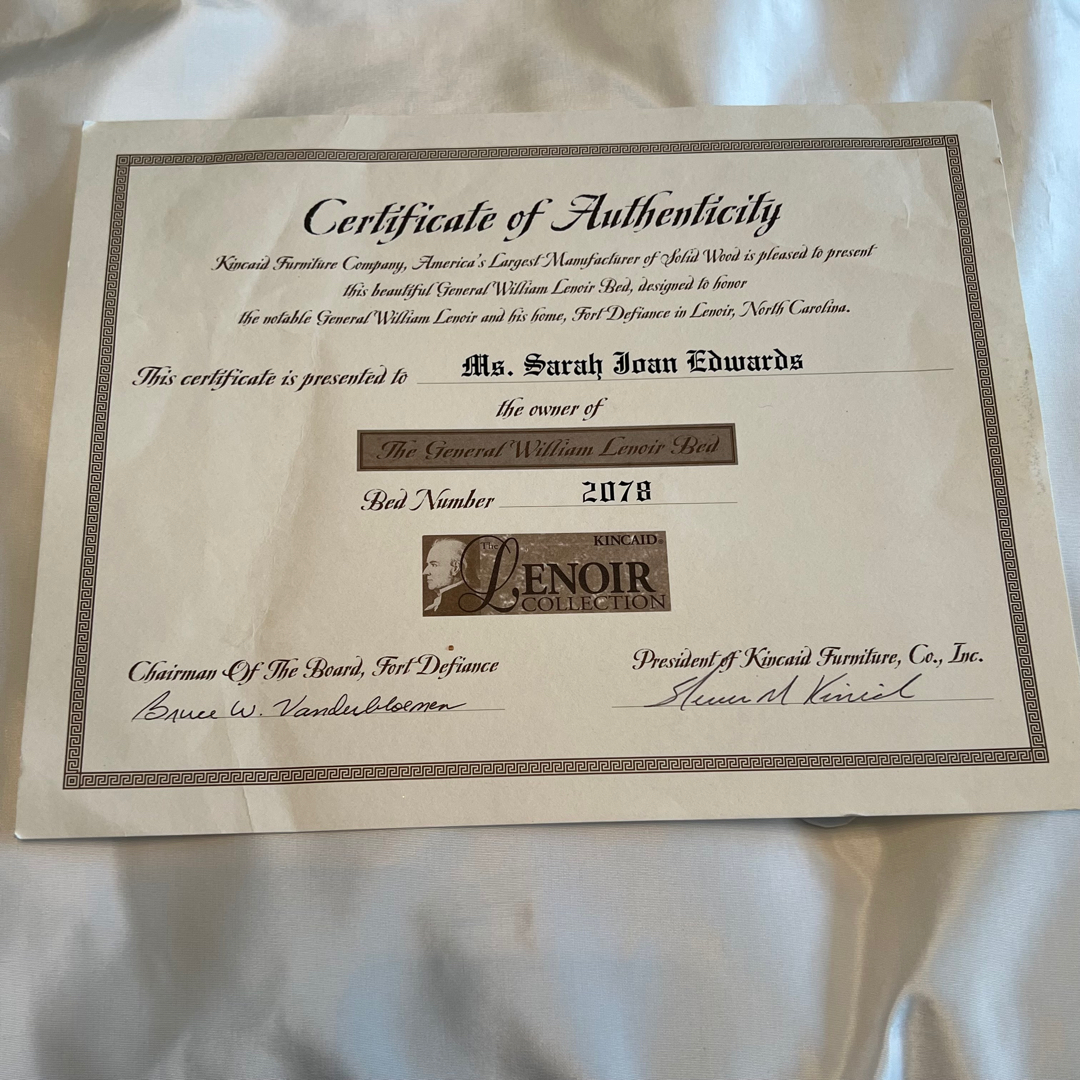 Certificate of Authenticity
Kincaid Furniture Company, America's Largest Manufacturer of Solid Wood is pleased to present
this beautiful General William Lenoir Bed, designed to honor
the notable General William Lenoir and his home, Fort Defiance in Lenoir, North Carolina.
This certificate is presented to Ms. Sarah Joan Edwards
the owner of
The General William Lenoir Bed
Bed Number 2078
KINCAID®
The LENOIR
COLLECTION
Chairman Of The Board, Fort Defiance
Bruce W. Vanderbloemen
President of Kincaid Furniture, Co., Inc.